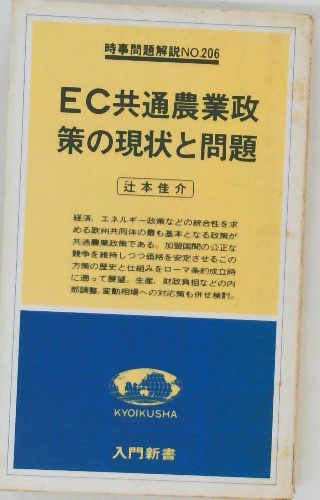 時事問題解説NO.206
EC共通農業政
策の現状と問題
辻本佳介
経済、エネルギー政策などの統合性を求
める欧州共同体の最も基本となる政策が
共通農業政策である。加盟国間の公正な
競争を維持しつつ価格を安定させるこの
方策の歴史と仕組みをローマ条約成立時
に遡って展望。生産、財政負担などの内
部調整、変動相場への対応策も併せ検討。
KYOIKUSHA
入門新書